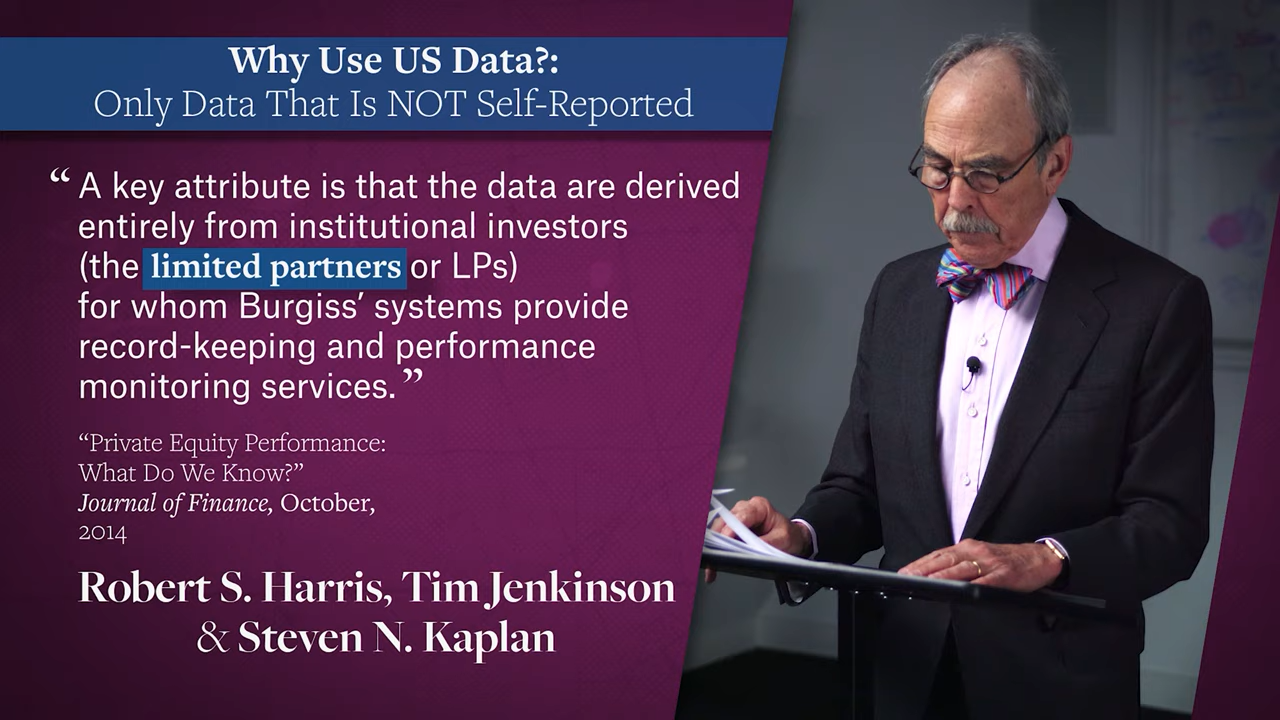 Why Use US Data?:
Only Data That Is NOT Self-Reported
“ A key attribute is that the data are derived
entirely from institutional investors
(the limited partners or LPs)
for whom Burgiss’ systems provide
record-keeping and performance
monitoring services. ”
“Private Equity Performance:
What Do We Know?”
Journal of Finance, October,
2014
Robert S. Harris, Tim Jenkinson
& Steven N. Kaplan